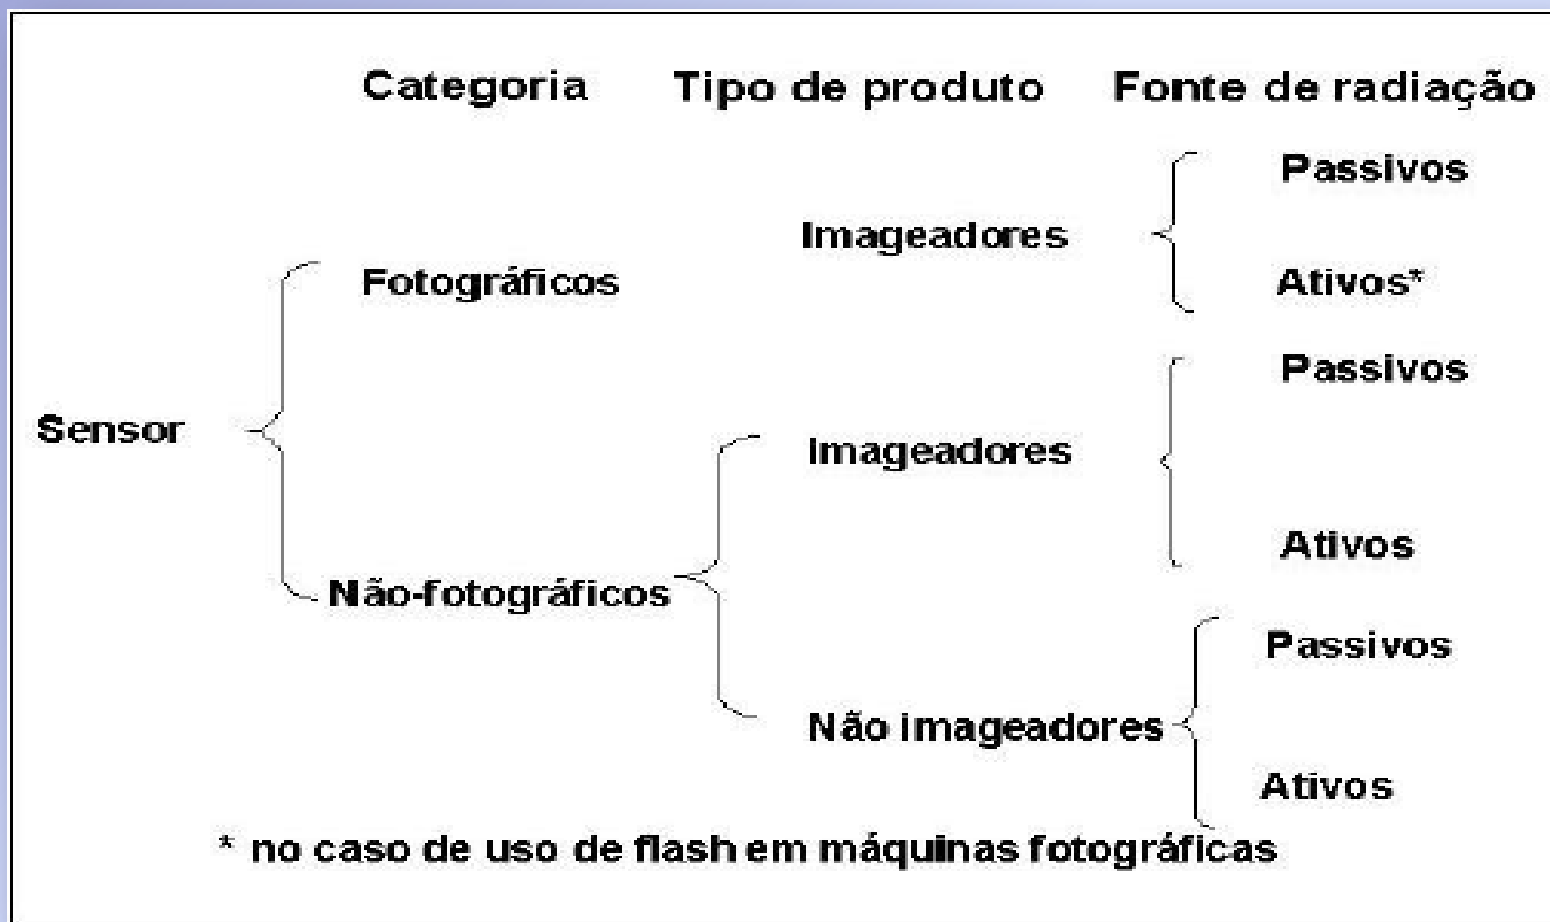 Categoria Tipo de produto Fonte de radiação
Passivos
Imageadores
Ativos*
Fotográficos
Passivos
Sensor
Imageadores
Ativos
Não-fotográficos
Passivos
Não imageadores
Ativos
* no caso de uso de flash em máquinas fotográficas